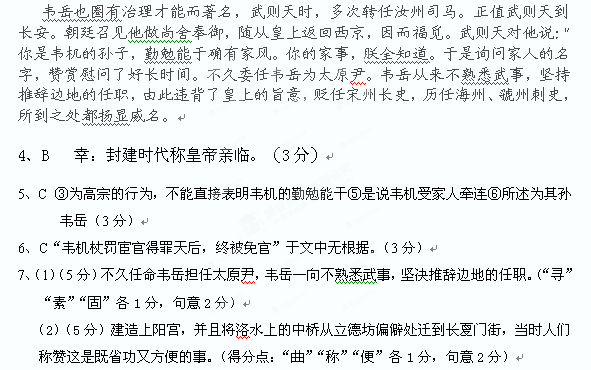 韦岳也圈有治理才能而著名，武则天时，多次转任汝州司马。正值武则天到
长安。朝廷召见他做尚舍奉御，随从皇上返回西京，因而福觅。武则天对他说："
你是韦机的孙子，勤勉能于确有家风。你的家事，朕全知道。于是询问家人的名
字，赞赏慰问了好长时间。不久委任韦岳为太原尹。韦岳从来不熟悉武事，坚持
推辞边地的任职，由此违背了皇上的旨意，贬任宋州长史，历任海州、虢州刺史，
所到之处都扬显威名。
4、B 幸：封建时代称皇帝亲临。（3 分）
5、C ③为高宗的行为，不能直接表明韦机的勤勉能干⑤是说韦机受家人牵连⑥所述为其孙
韦岳（3 分）
6、C“韦机杖罚宦官得罪天后，终被免官”于文中无根据。（3 分）
7、(1)(5 分)不久任命韦岳担任太原尹，韦岳一向不熟悉武事，坚决推辞边地的任职。（“寻”
“素”“固”各 1 分，句意 2 分）
(2)（5 分）建造上阳宫，并且将洛水上的中桥从立德坊偏僻处迁到长夏门街，当时人们
称赞这是既省功又方便的事。（得分点：“曲”“称”“便”各 1 分，句意 2 分）